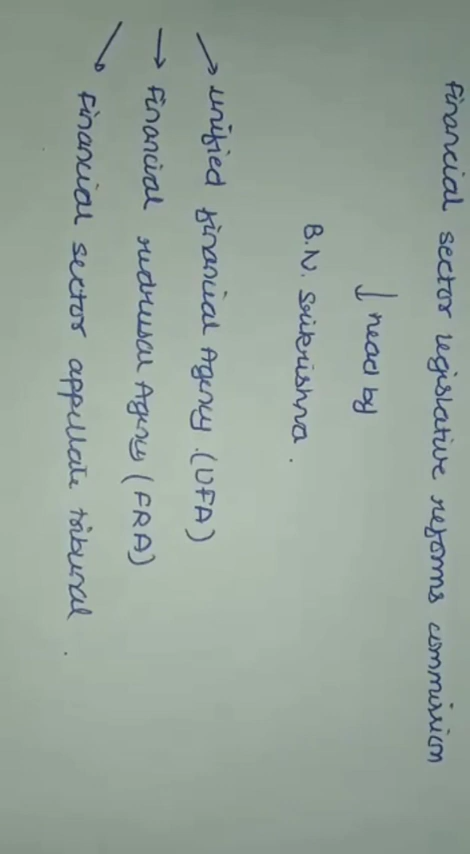 Financial sector legislative reforms commission
↓ head by
B.N. Srikrishna.
→ unified financial Agency. (UFA)
→ Financial redressal Agency (FRA)
→ Financial sector appellate tribunal.